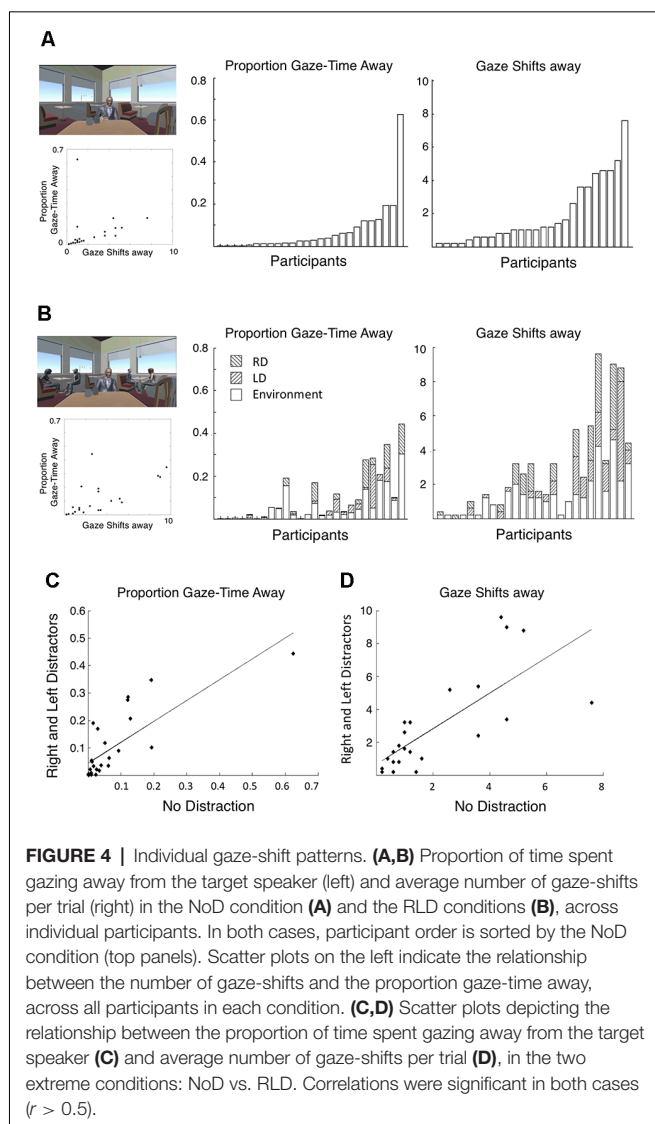 A
Proportion Gaze-Time Away
Gaze Shifts away
0.8
0.6
0.4
0.2
Participants
10
8
6
4
2
Participants
0.7
Proportion
Gaze-Time Away
0
0
Gaze Shifts away
10
B
Proportion Gaze-Time Away
Gaze Shifts away
0.8
0.6
0.4
0.2
RD
LD
Environment
Participants
10
8
6
4
2
Participants
0.7
Proportion
Gaze-Time Away
0
Gaze Shifts away
10
C
Proportion Gaze-Time Away
Right and Left Distractors
0.6
0.5
0.4
0.3
0.2
0.1
0.1 0.2 0.3 0.4 0.5 0.6 0.7
No Distraction
D
Gaze Shifts away
Right and Left Distractors
10
8
6
4
2
2 4 6 8
No Distraction
FIGURE 4 | Individual gaze-shift patterns. (A,B) Proportion of time spent
gazing away from the target speaker (left) and average number of gaze-shifts
per trial (right) in the NoD condition (A) and the RLD conditions (B), across
individual participants. In both cases, participant order is sorted by the NoD
condition (top panels). Scatter plots on the left indicate the relationship
between the number of gaze-shifts and the proportion gaze-time away,
across all participants in each condition. (C,D) Scatter plots depicting the
relationship between the proportion of time spent gazing away from the target
speaker (C) and average number of gaze-shifts per trial (D), in the two
extreme conditions: NoD vs. RLD. Correlations were significant in both cases
(r > 0.5).